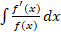 ∫ f′(x)/f(x) dx